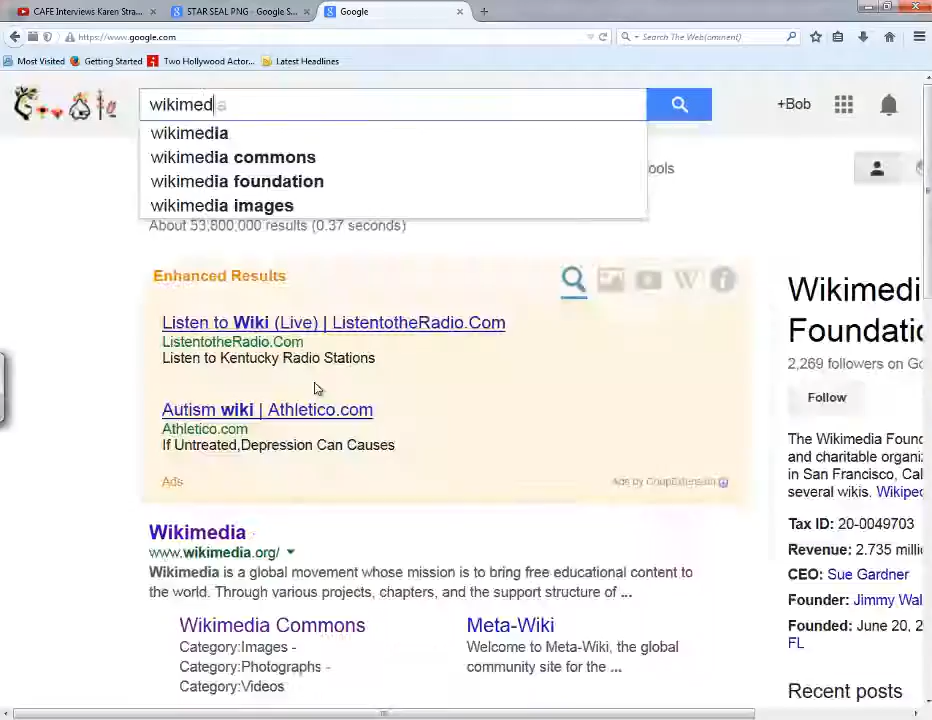 CAFE Interviews Karen Stra...
STAR SEAL PNG - Google S...
Google
https://www.google.com
Search The Web(omnent)
Most Visited
Getting Started
Two Hollywood Actor...
Latest Headlines
wikimedia
+Bob
wikimedia
wikimedia commons
wikimedia foundation
wikimedia images
ools
About 53,800,000 results (0.37 seconds)
Enhanced Results
Listen to Wiki (Live) | ListentotheRadio.Com
ListentotheRadio.Com
Listen to Kentucky Radio Stations
Autism wiki | Athletico.com
Athletico.com
If Untreated,Depression Can Causes
Ads
Ads by CoupExtension
Wikimedia
www.wikimedia.org/
Wikimedia is a global movement whose mission is to bring free educational content to
the world. Through various projects, chapters, and the support structure of ...
Wikimedia Commons
Category:Images -
Category:Photographs -
Category:Videos
Meta-Wiki
Welcome to Meta-Wiki, the global
community site for the ...
Wikimedi
Foundatio
2,269 followers on Go
Follow
The Wikimedia Foun
and charitable organi
in San Francisco, Cal
several wikis. Wikiped
Tax ID: 20-0049703
Revenue: 2.735 milli
CEO: Sue Gardner
Founder: Jimmy Wal
Founded: June 20, 2
FL
Recent posts